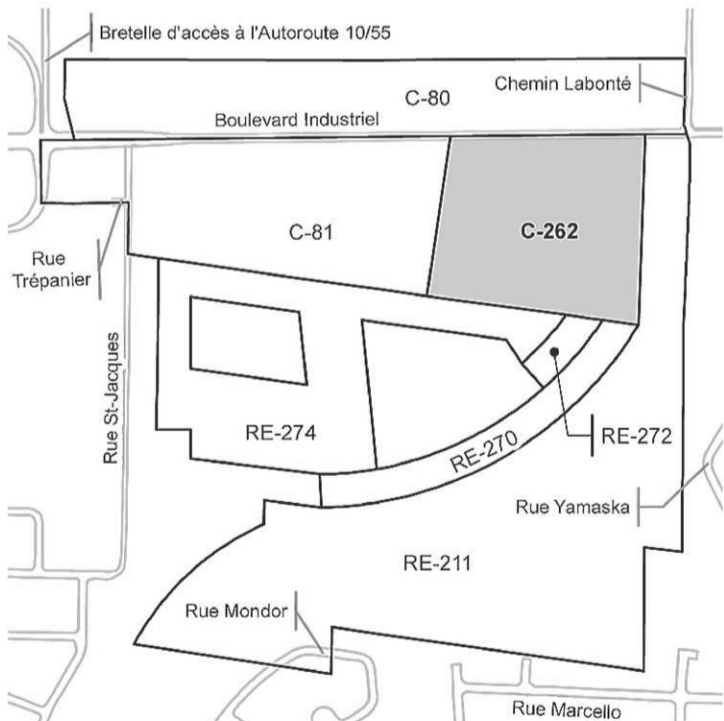 Bretelle d'accès à l'Autoroute 10/55
Chemin Labonté
C-80
Boulevard Industriel
C-81
C-262
Rue
Trépanier
Rue St-Jacques
RE-274
RE-270
RE-272
Rue Yamaska
RE-211
Rue Mondor
Rue Marcello